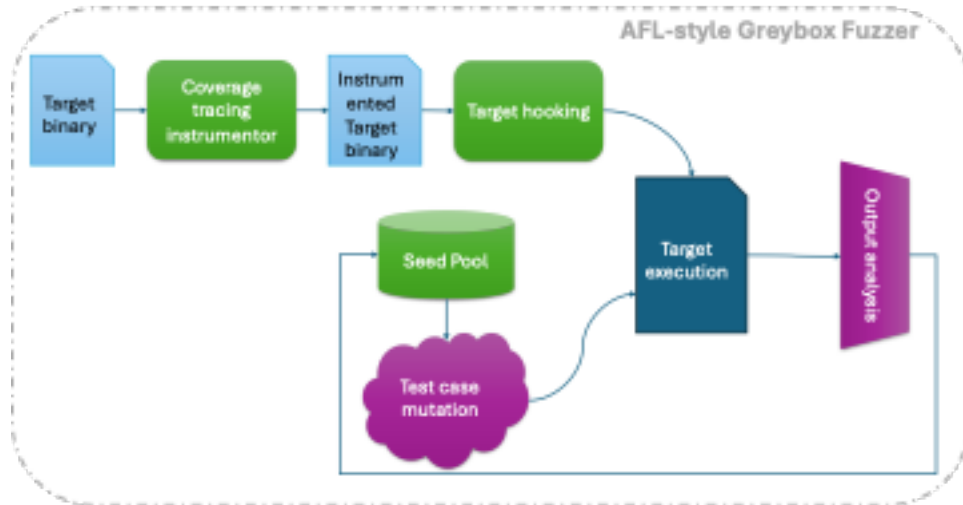 AFL-style Greybox Fuzzer
Target
binary
Coverage
tracing
instrumentor
Instrum
ented
Target
binary
Target hooking
Seed Pool
Target
execution
Output analysis
Test case
mutation